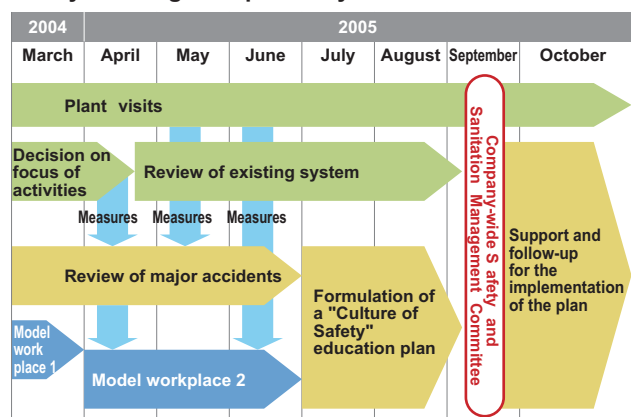 2004
2005
March
April
May
June
July
August
September
October
Plant visits
Decision on
focus of
activities
Review of existing system
Measures
Measures
Measures
Review of major accidents
Formulation of
a "Culture of
Safety"
education plan
Company-wide S afety and
Sanitation Management Committee
Support and
follow-up
for the
implementation
of the plan
Model
work
place 1
Model workplace 2